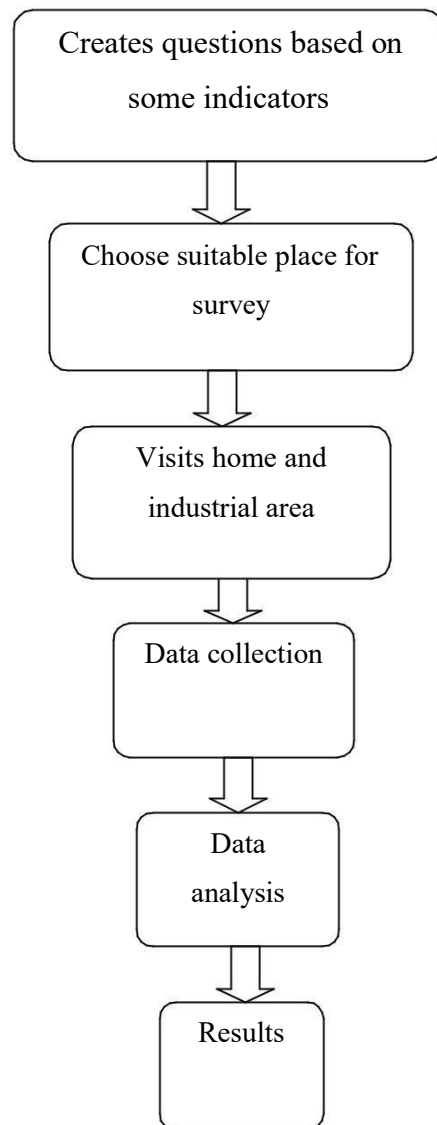 Creates questions based on
some indicators
Choose suitable place for
survey
Visits home and
industrial area
Data collection
Data
analysis
Results